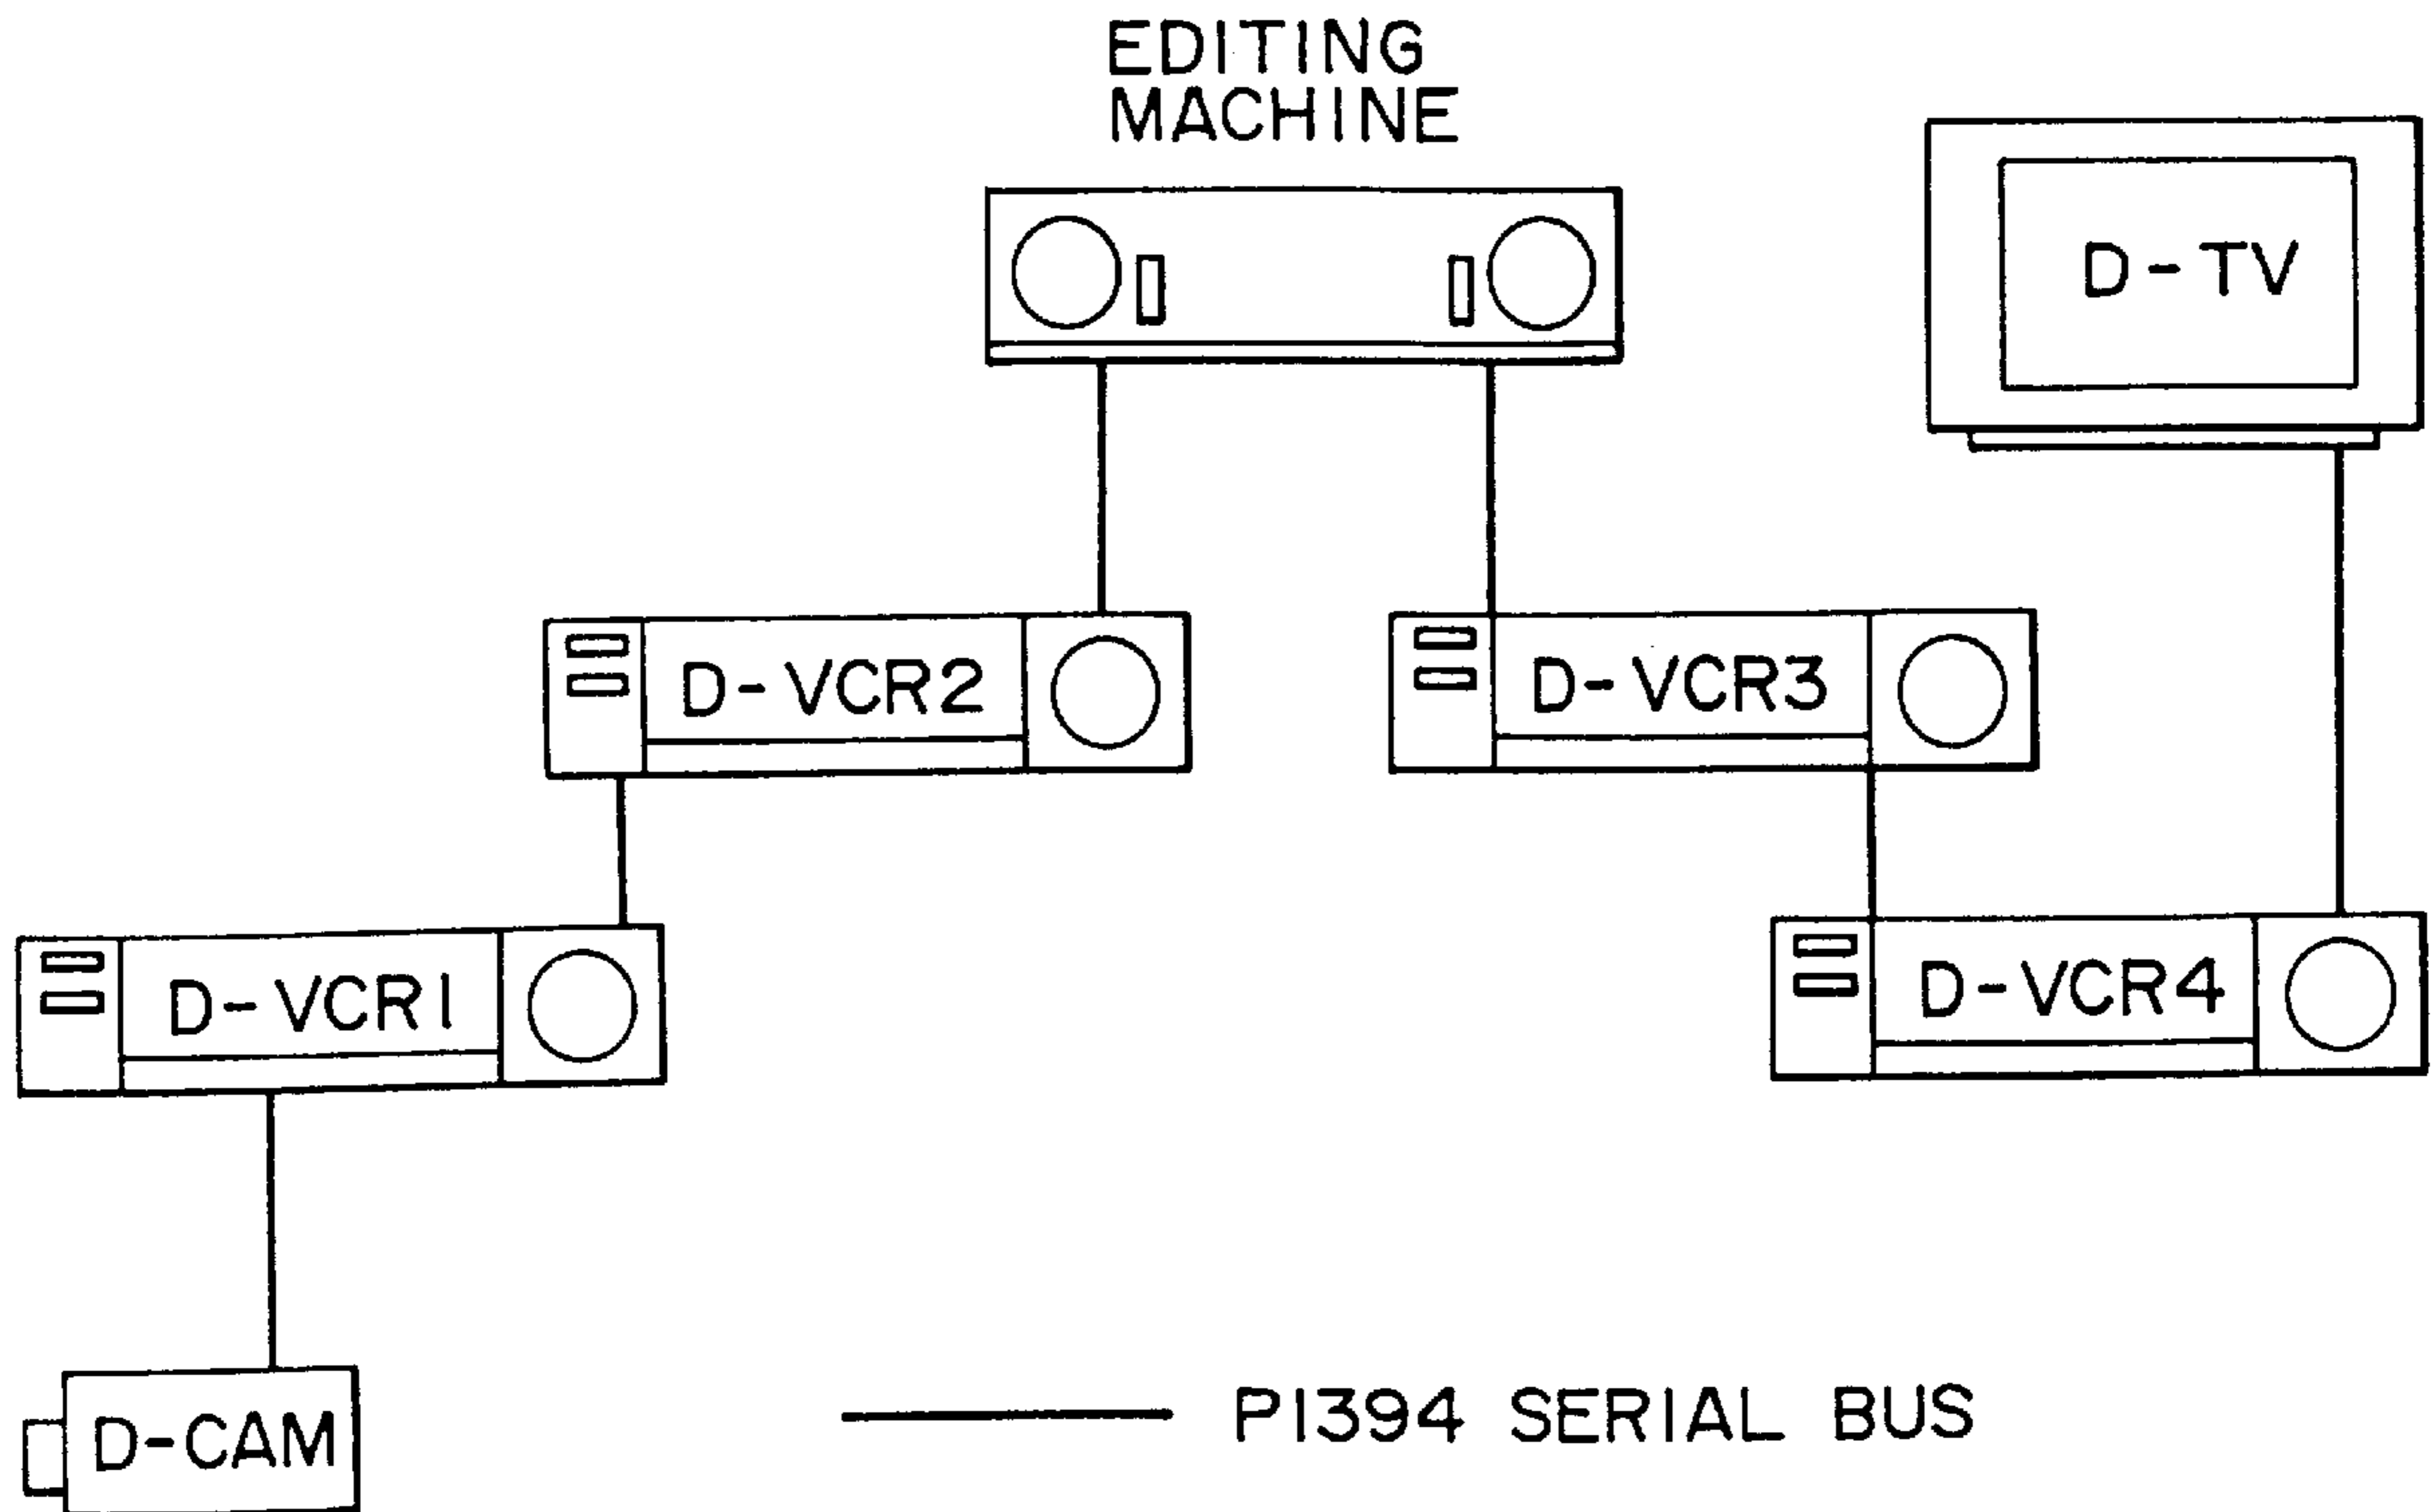 EDITING
MACHINE
D-TV
D-VCR2
D-VCR3
D-VCR1
D-VCR4
D-CAM
P1394 SERIAL BUS